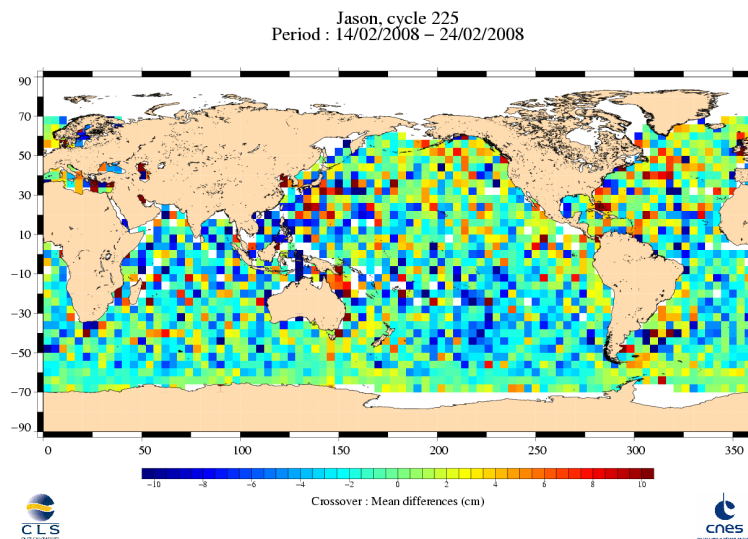 Jason, cycle 225
Period : 14/02/2008 − 24/02/2008
90
70
50
30
10
−10
−30
−50
−70
−90
0 50 100 150 200 250 300 350
−10 −8 −6 −4 −2 0 2 4 6 8 10
Crossover : Mean differences (cm)
CLS
cnes